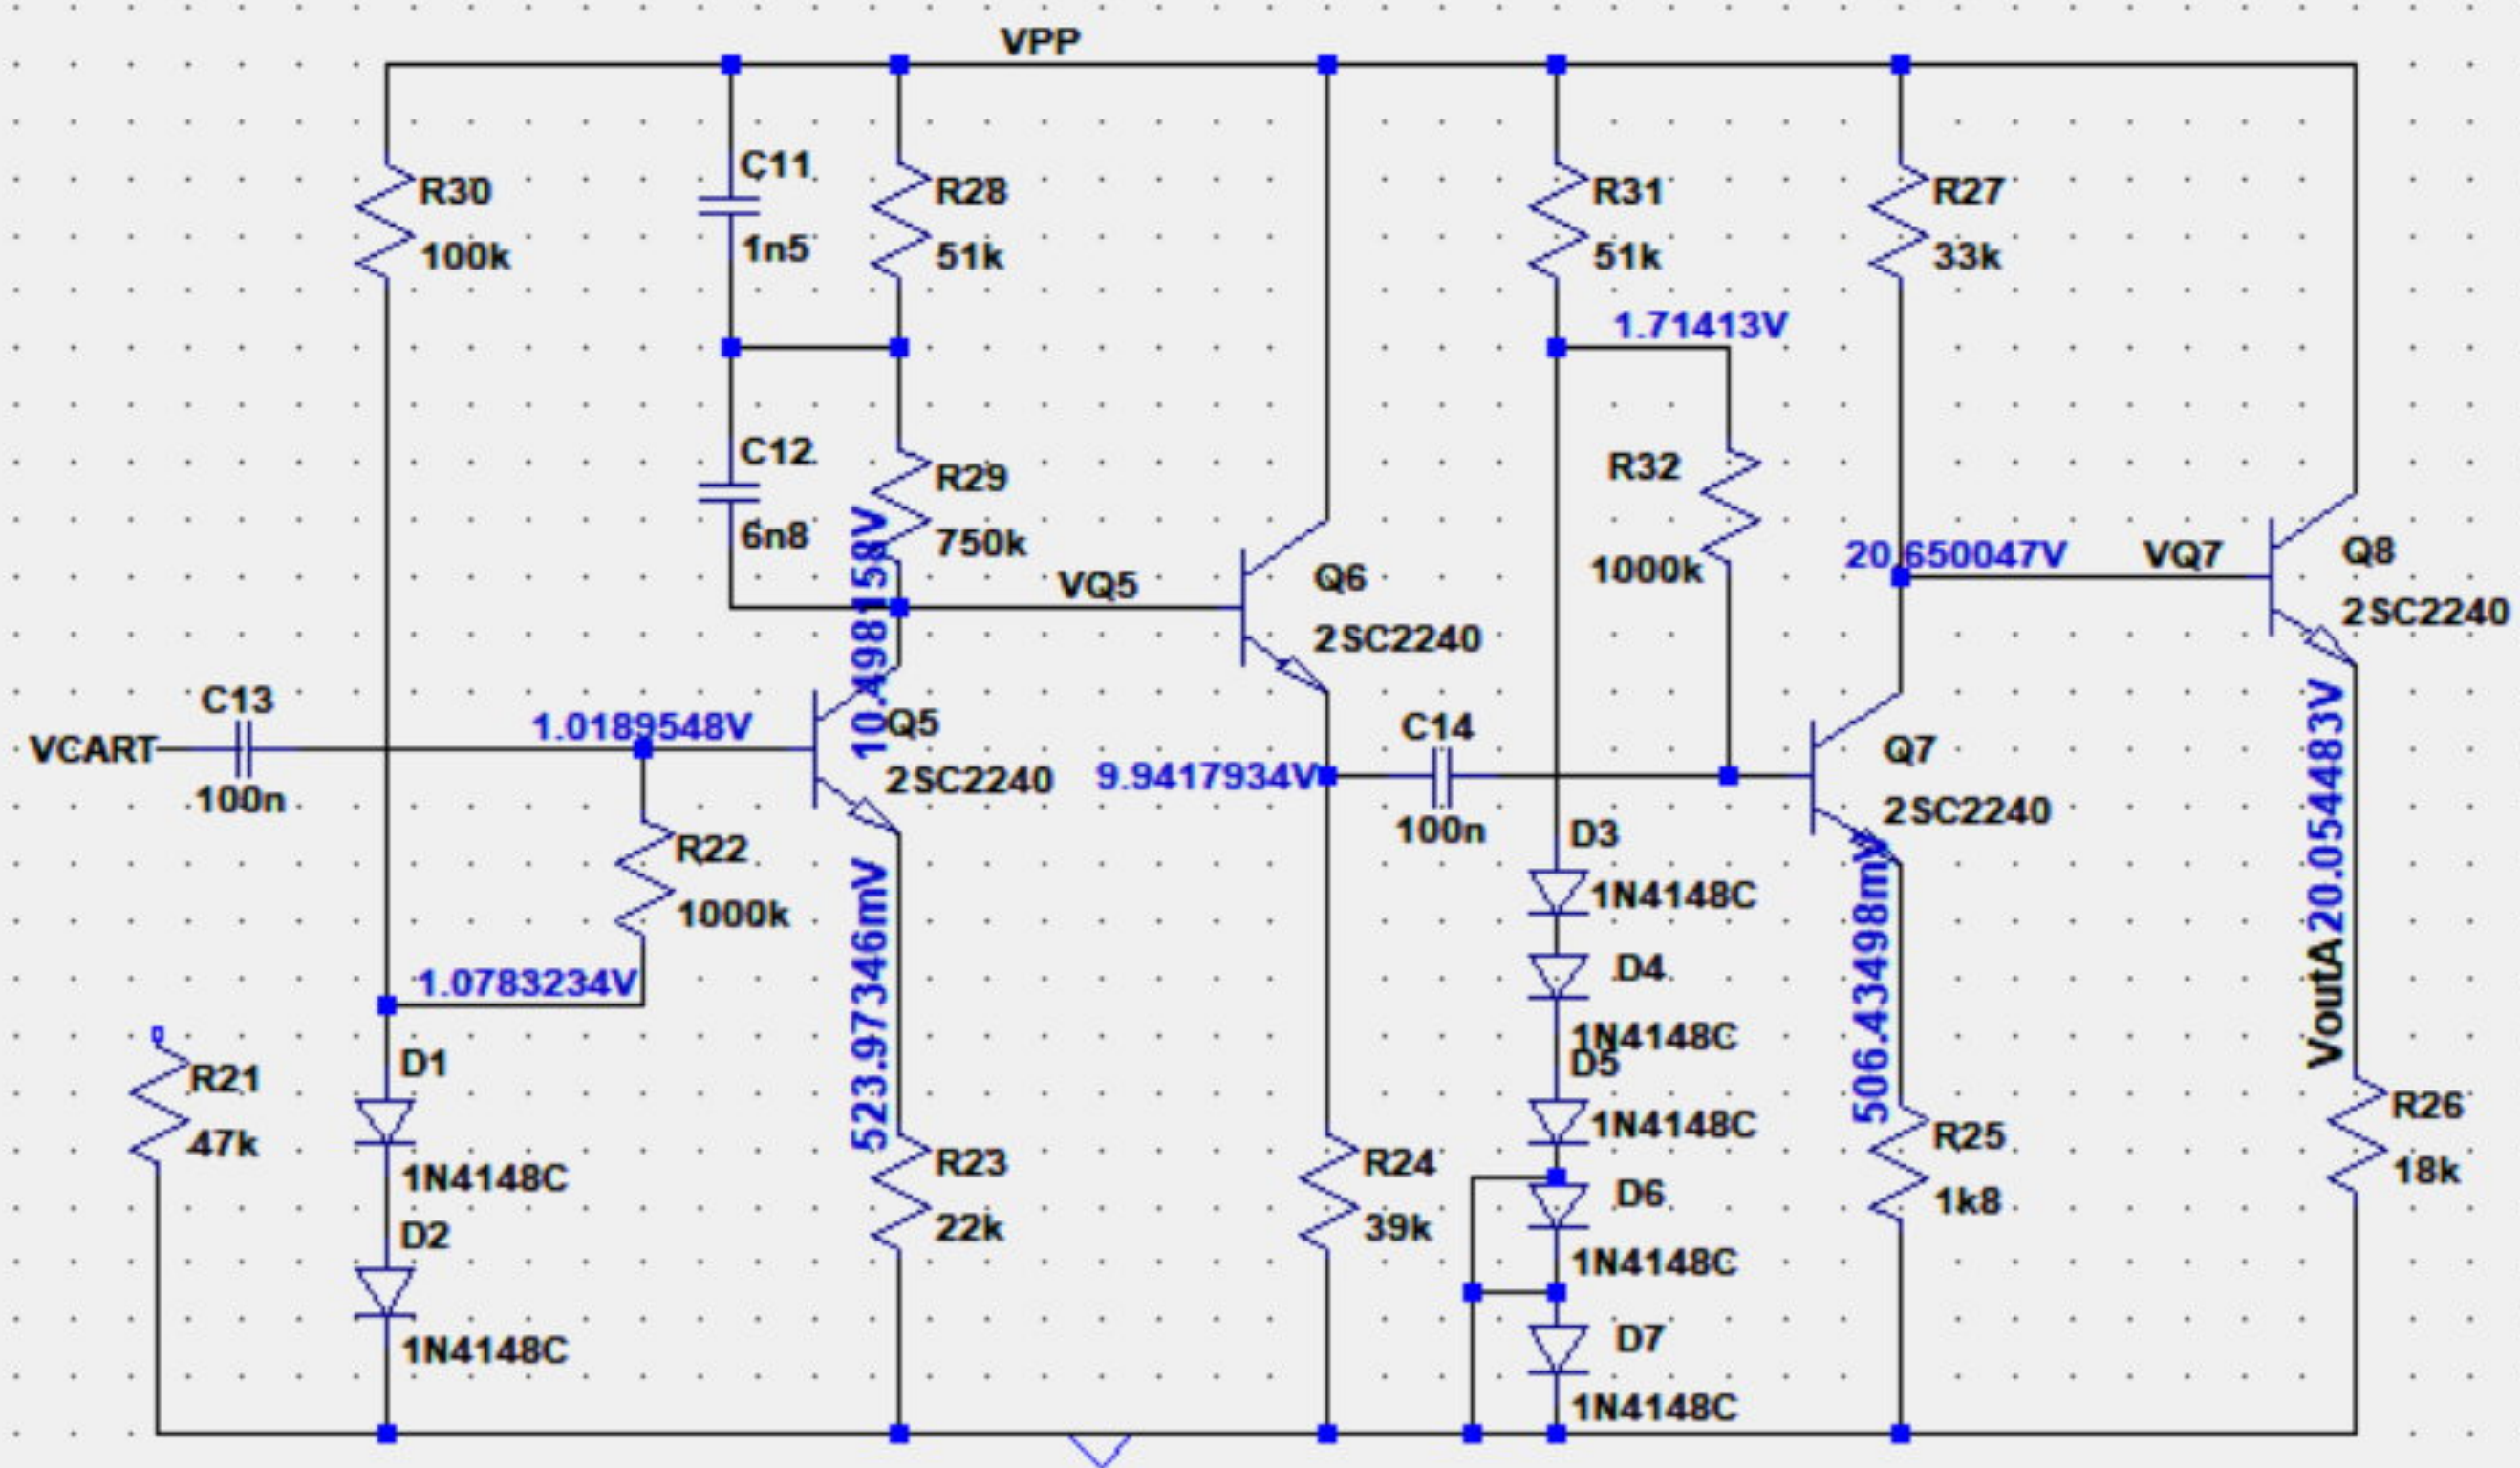 VPP
R30
100k
C11
1n5
R28
51k
R31
51k
R27
33k
1.71413V
C12
6n8
R29
750k
10.498158V
R32
1000k
VQ5
Q6
2SC2240
20.650047V
VQ7
Q8
2SC2240
VCART
C13
100n
1.0189548V
Q5
2SC2240
9.9417934V
C14
100n
Q7
2SC2240
R22
1000k
1.0783234V
523.97346mV
D3
1N4148C
D4
1N4148C
D5
1N4148C
506.43498mV
VoutA
20.054483V
R21
47k
D1
1N4148C
D2
1N4148C
R23
22k
R24
39k
D6
1N4148C
D7
1N4148C
R25
1k8
R26
18k